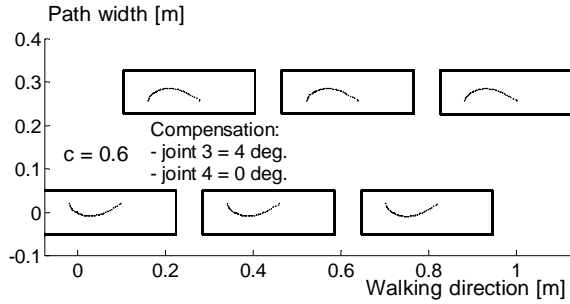 Path width [m]
0.4
0.3
0.2
0.1
0
-0.1
Compensation:
- joint 3 = 4 deg.
- joint 4 = 0 deg.
c = 0.6
0 0.2 0.4 0.6 0.8 1
Walking direction [m]